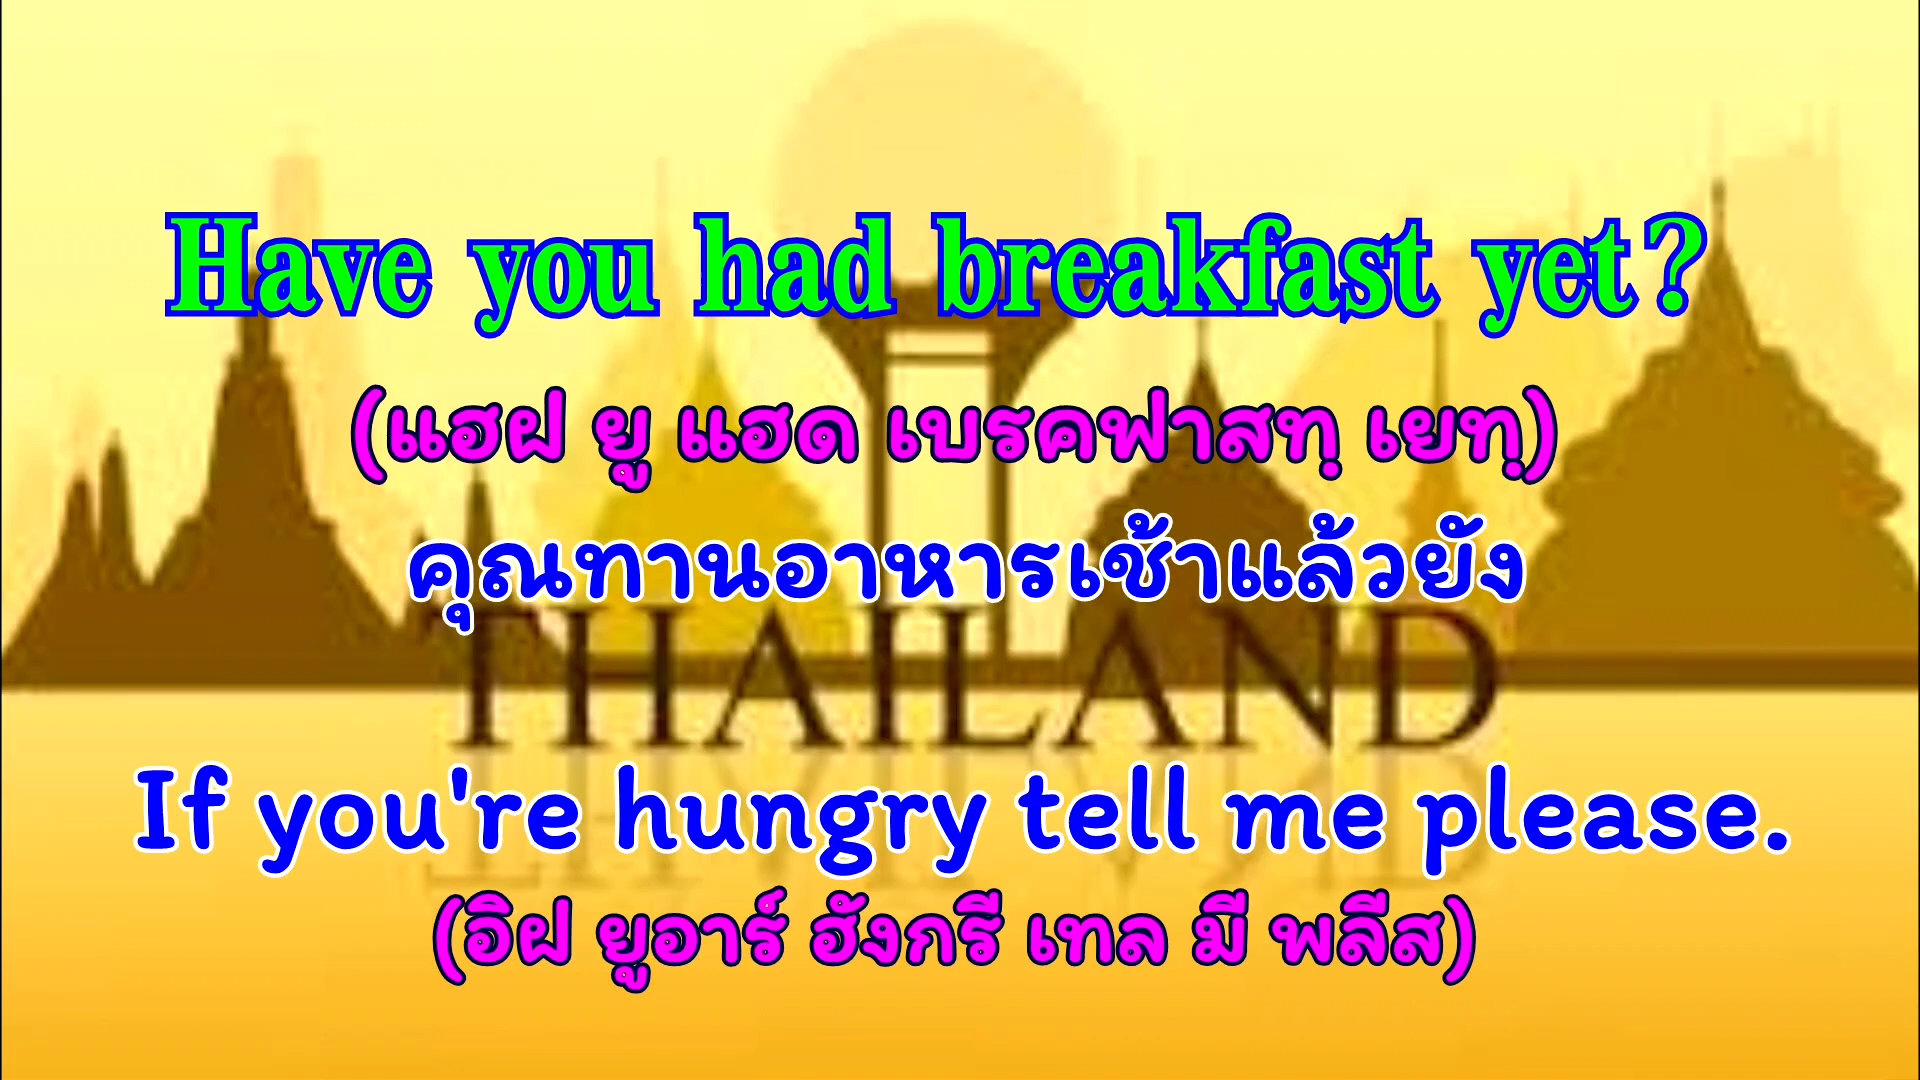 Have you had breakfast yet?
(แฮฝ ยู แฮด เบรคฟาสทฺ เยทฺ)
คุณทานอาหารเช้าแล้วยัง
THAILAND
If you're hungry tell me please.
(อิฝ ยูอาร์ ฮังกรี เทล มี พลีส)